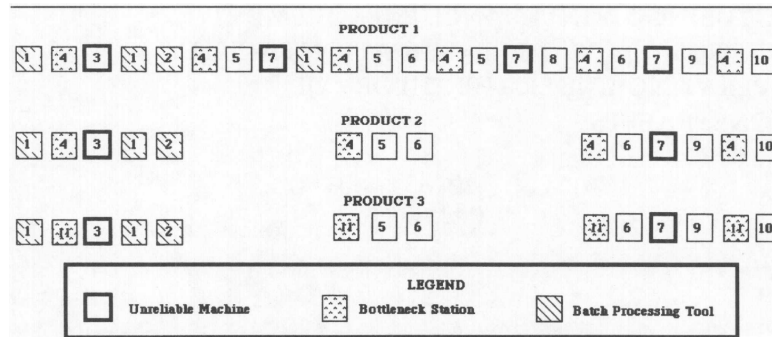 PRODUCT 1
1 4 3 1 2 4 5 7 1 4 5 6 4 5 7 8 4 6 7 9 4 10
PRODUCT 2
1 4 3 1 2 4 5 6 4 6 7 9 4 10
PRODUCT 3
1 11 3 1 2 11 5 6 11 6 7 9 11 10
LEGEND
Unreliable Machine Bottleneck Station Batch Processing Tool